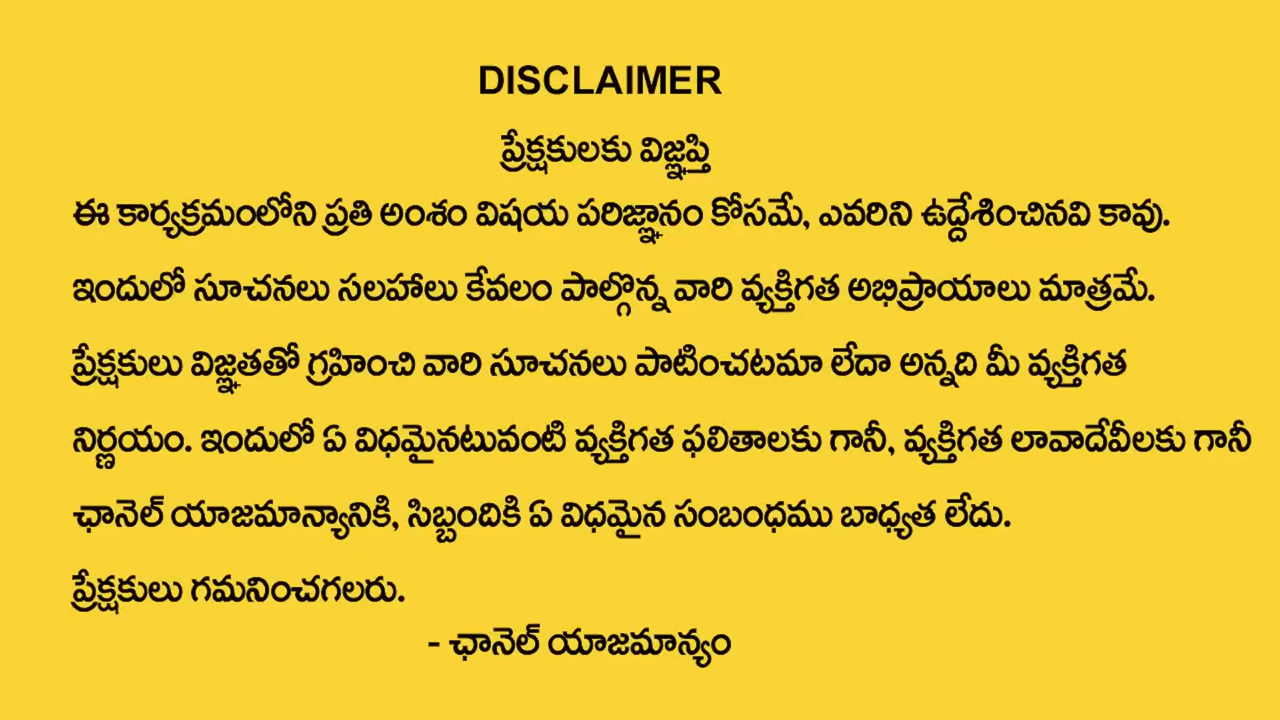 DISCLAIMER
ప్రేక్షకులకు విజ్ఞప్తి
ఈ కార్యక్రమంలోని ప్రతి అంశం విషయ పరిజ్ఞానం కోసమే, ఎవరిని ఉద్దేశించినవి కావు.
ఇందులో సూచనలు సలహాలు కేవలం పాల్గొన్న వారి వ్యక్తిగత అభిప్రాయాలు మాత్రమే.
ప్రేక్షకులు విజ్ఞతతో గ్రహించి వారి సూచనలు పాటించటమా లేదా అన్నది మీ వ్యక్తిగత
నిర్ణయం. ఇందులో ఏ విధమైనటువంటి వ్యక్తిగత ఫలితాలకు గానీ, వ్యక్తిగత లావాదేవీలకు గానీ
ఛానెల్ యాజమాన్యానికి, సిబ్బందికి ఏ విధమైన సంబంధము బాధ్యత లేదు.
ప్రేక్షకులు గమనించగలరు.
- ఛానెల్ యాజమాన్యం